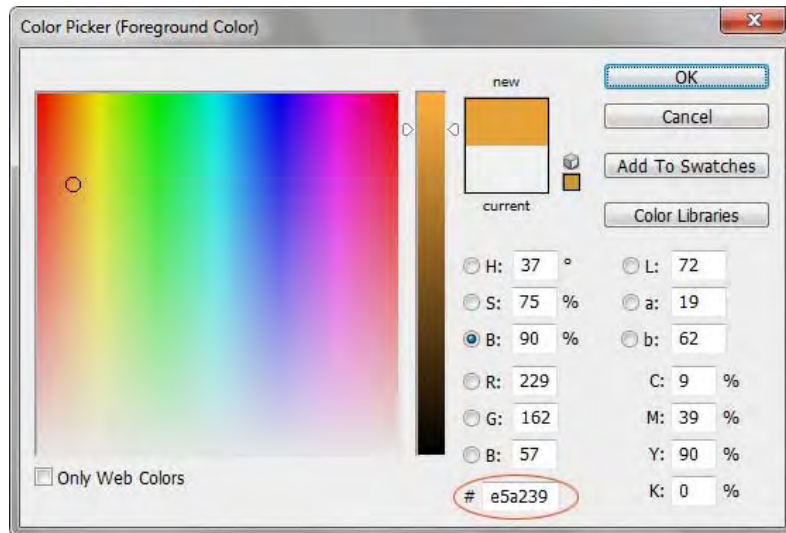 Color Picker (Foreground Color)
new
current
OK
Cancel
Add To Swatches
Color Libraries
H: 37 °
S: 75 %
B: 90 %
R: 229
G: 162
B: 57
# e5a239
L: 72
a: 19
b: 62
C: 9 %
M: 39 %
Y: 90 %
K: 0 %
Only Web Colors